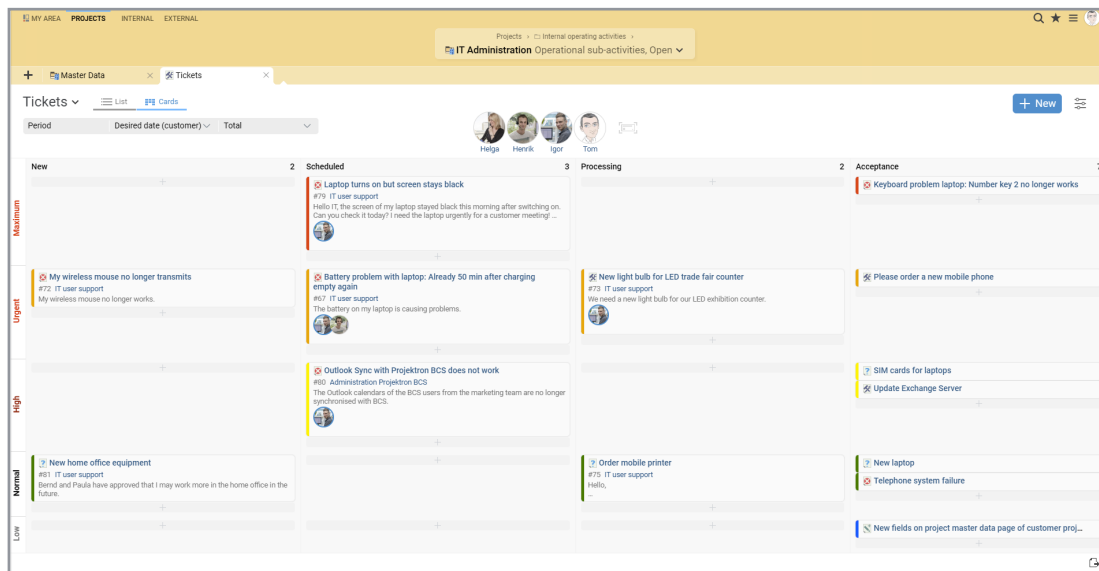 MY AREA PROJECTS INTERNAL EXTERNAL
Projects › Internal operating activities ›
IT Administration Operational sub-activities, Open
+ Master Data × Tickets ×
Tickets List Cards
+ New
Period Desired date (customer) Total
Helga Henrik Igor Tom
New 2 Scheduled 3 Processing 2 Acceptance 7
Maximum
+
Laptop turns on but screen stays black
#79 IT user support
Hello IT, the screen of my laptop stayed black this morning after switching on.
Can you check it today? I need the laptop urgently for a customer meeting! ...
+
+
Keyboard problem laptop: Number key 2 no longer works
+
Urgent
My wireless mouse no longer transmits
#72 IT user support
My wireless mouse no longer works.
+
Battery problem with laptop: Already 50 min after charging
empty again
#67 IT user support
The battery on my laptop is causing problems.
+
New light bulb for LED trade fair counter
#73 IT user support
We need a new light bulb for our LED exhibition counter.
+
Please order a new mobile phone
+
High
+
Outlook Sync with Projektron BCS does not work
#80 Administration Projektron BCS
The Outlook calendars of the BCS users from the marketing team are no longer
synchronised with BCS.
+
+
SIM cards for laptops
Update Exchange Server
+
Normal
New home office equipment
#81 IT user support
Bernd and Paula have approved that I may work more in the home office in the
future.
+
+
Order mobile printer
#75 IT user support
Hello,
...
+
New laptop
Telephone system failure
+
Low
+
+
+
New fields on project master data page of customer proj...
+